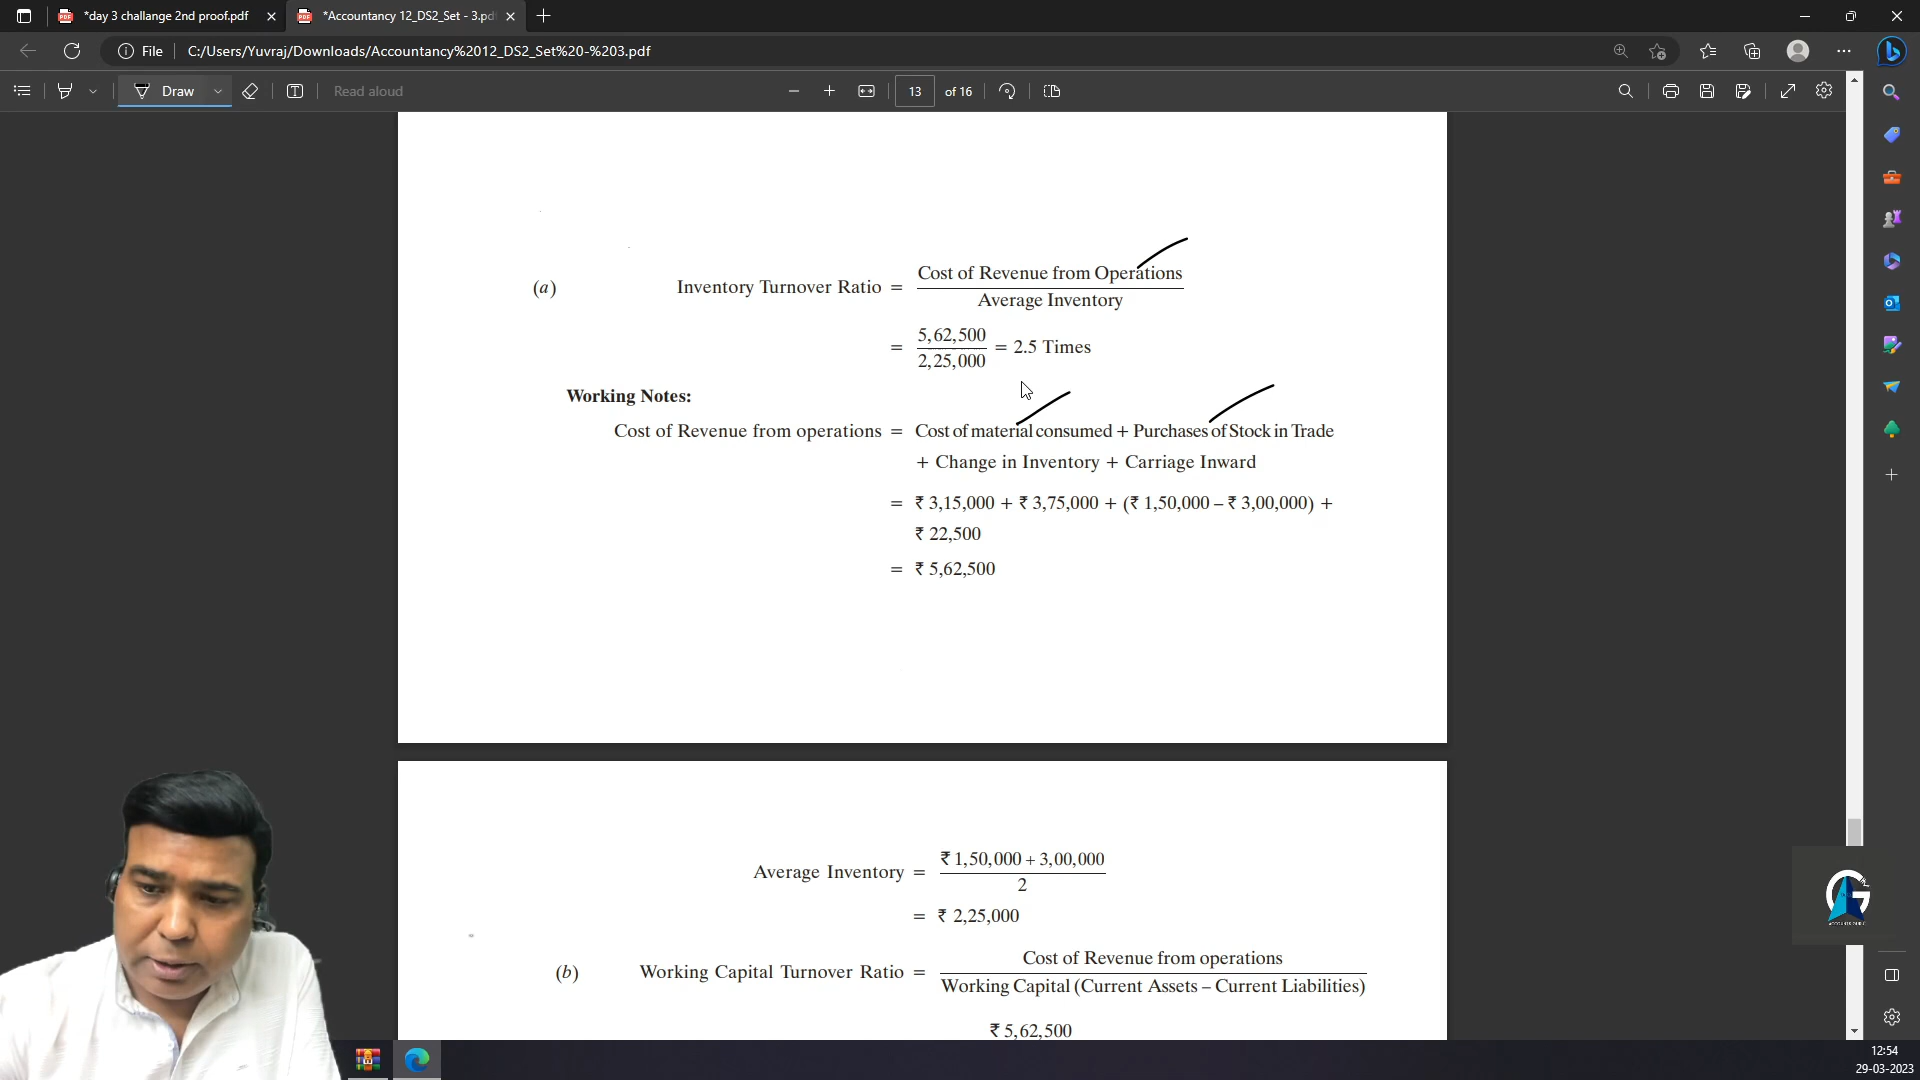 *day 3 challange 2nd proof.pdf
*Accountancy 12_DS2_Set - 3.pd
File
C:/Users/Yuvraj/Downloads/Accountancy%2012_DS2_Set%20-%203.pdf
Draw
Read aloud
13
of 16
(a) Inventory Turnover Ratio = Cost of Revenue from Operations
Average Inventory
= 5,62,500
2,25,000
= 2.5 Times
Working Notes:
Cost of Revenue from operations = Cost of material consumed + Purchases of Stock in Trade
+ Change in Inventory + Carriage Inward
= ₹ 3,15,000 + ₹ 3,75,000 + (₹ 1,50,000 – ₹ 3,00,000) +
₹ 22,500
= ₹ 5,62,500
Average Inventory = ₹ 1,50,000 + 3,00,000
2
= ₹ 2,25,000
(b) Working Capital Turnover Ratio = Cost of Revenue from operations
Working Capital (Current Assets – Current Liabilities)
₹ 5,62,500
12:54
29-03-2023